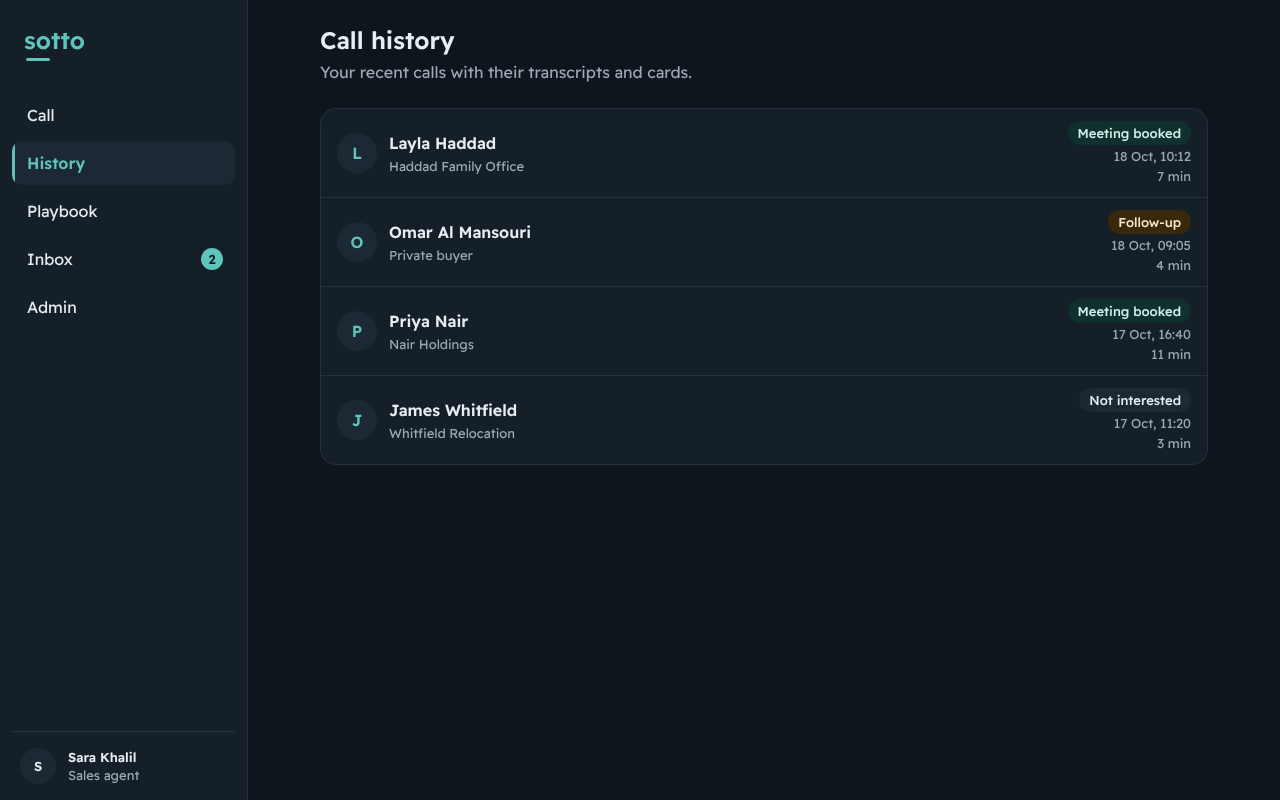 sotto
Call
History
Playbook
Inbox 2
Admin
Call history
Your recent calls with their transcripts and cards.
L
Layla Haddad
Haddad Family Office
Meeting booked
18 Oct, 10:12
7 min
O
Omar Al Mansouri
Private buyer
Follow-up
18 Oct, 09:05
4 min
P
Priya Nair
Nair Holdings
Meeting booked
17 Oct, 16:40
11 min
J
James Whitfield
Whitfield Relocation
Not interested
17 Oct, 11:20
3 min
S
Sara Khalil
Sales agent